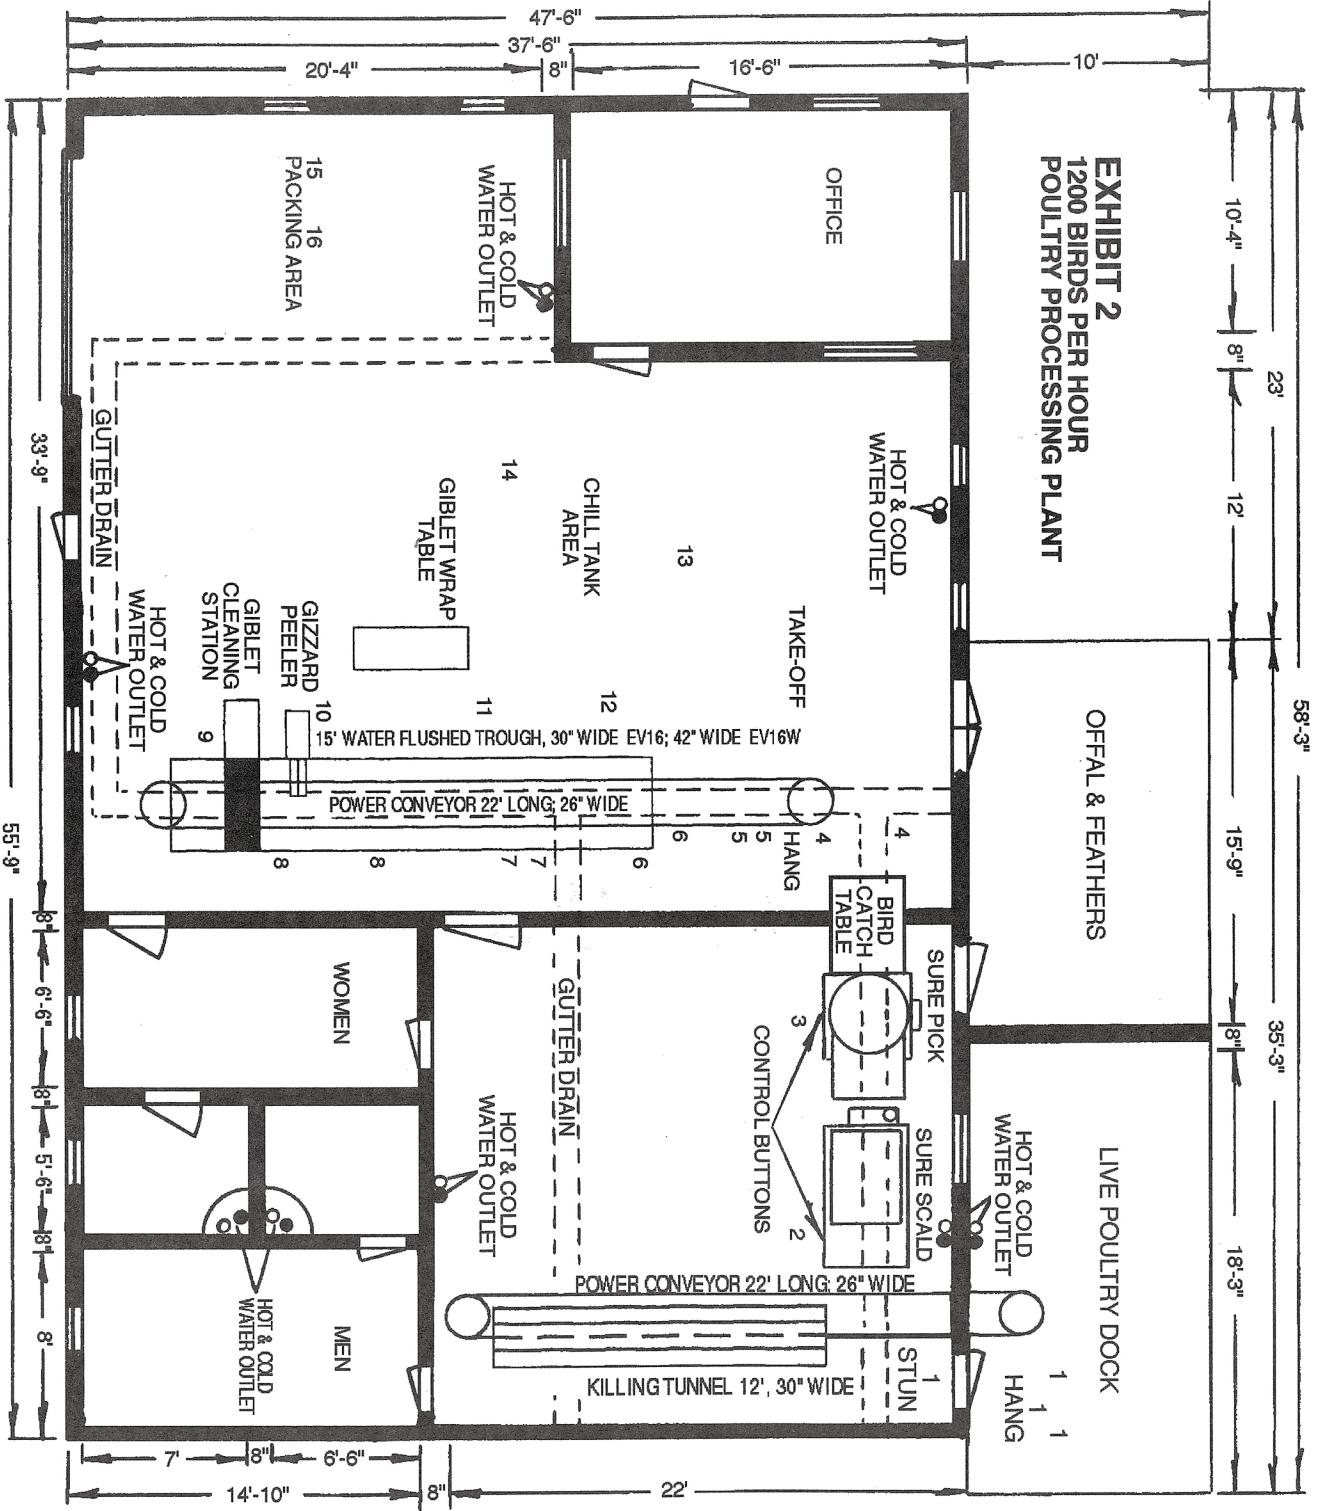 EXHIBIT 2
1200 BIRDS PER HOUR
POULTRY PROCESSING PLANT
47'-6"
37'-6"
20'-4"
8"
16'-6"
10'
58'-3"
23'
35'-3"
10'-4"
8"
12'
15'-9"
8"
18'-3"
OFFAL & FEATHERS
LIVE POULTRY DOCK
1
1
1
HANG
HOT & COLD
WATER OUTLET
OFFICE
HOT & COLD
WATER OUTLET
TAKE-OFF
13
CHILL TANK
AREA
14
GIBLET WRAP
TABLE
12
11
HOT & COLD
WATER OUTLET
15
16
PACKING AREA
GUTTER DRAIN
HOT & COLD
WATER OUTLET
GIBLET
CLEANING
STATION
GIZZARD
PEELER
10
9
15' WATER FLUSHED TROUGH, 30" WIDE EV16; 42" WIDE EV16W
POWER CONVEYOR 22' LONG; 26" WIDE
4
4
HANG
5
5
6
6
7
7
8
8
BIRD
CATCH
TABLE
SURE PICK
3
CONTROL BUTTONS
SURE SCALD
2
GUTTER DRAIN
HOT & COLD
WATER OUTLET
POWER CONVEYOR 22' LONG; 26" WIDE
1
STUN
KILLING TUNNEL 12', 30" WIDE
WOMEN
MEN
HOT & COLD
WATER OUTLET
33'-9"
8"
6'-6"
8"
5'-6"
8"
8'
55'-9"
7'
8"
6'-6"
14'-10"
8"
22'